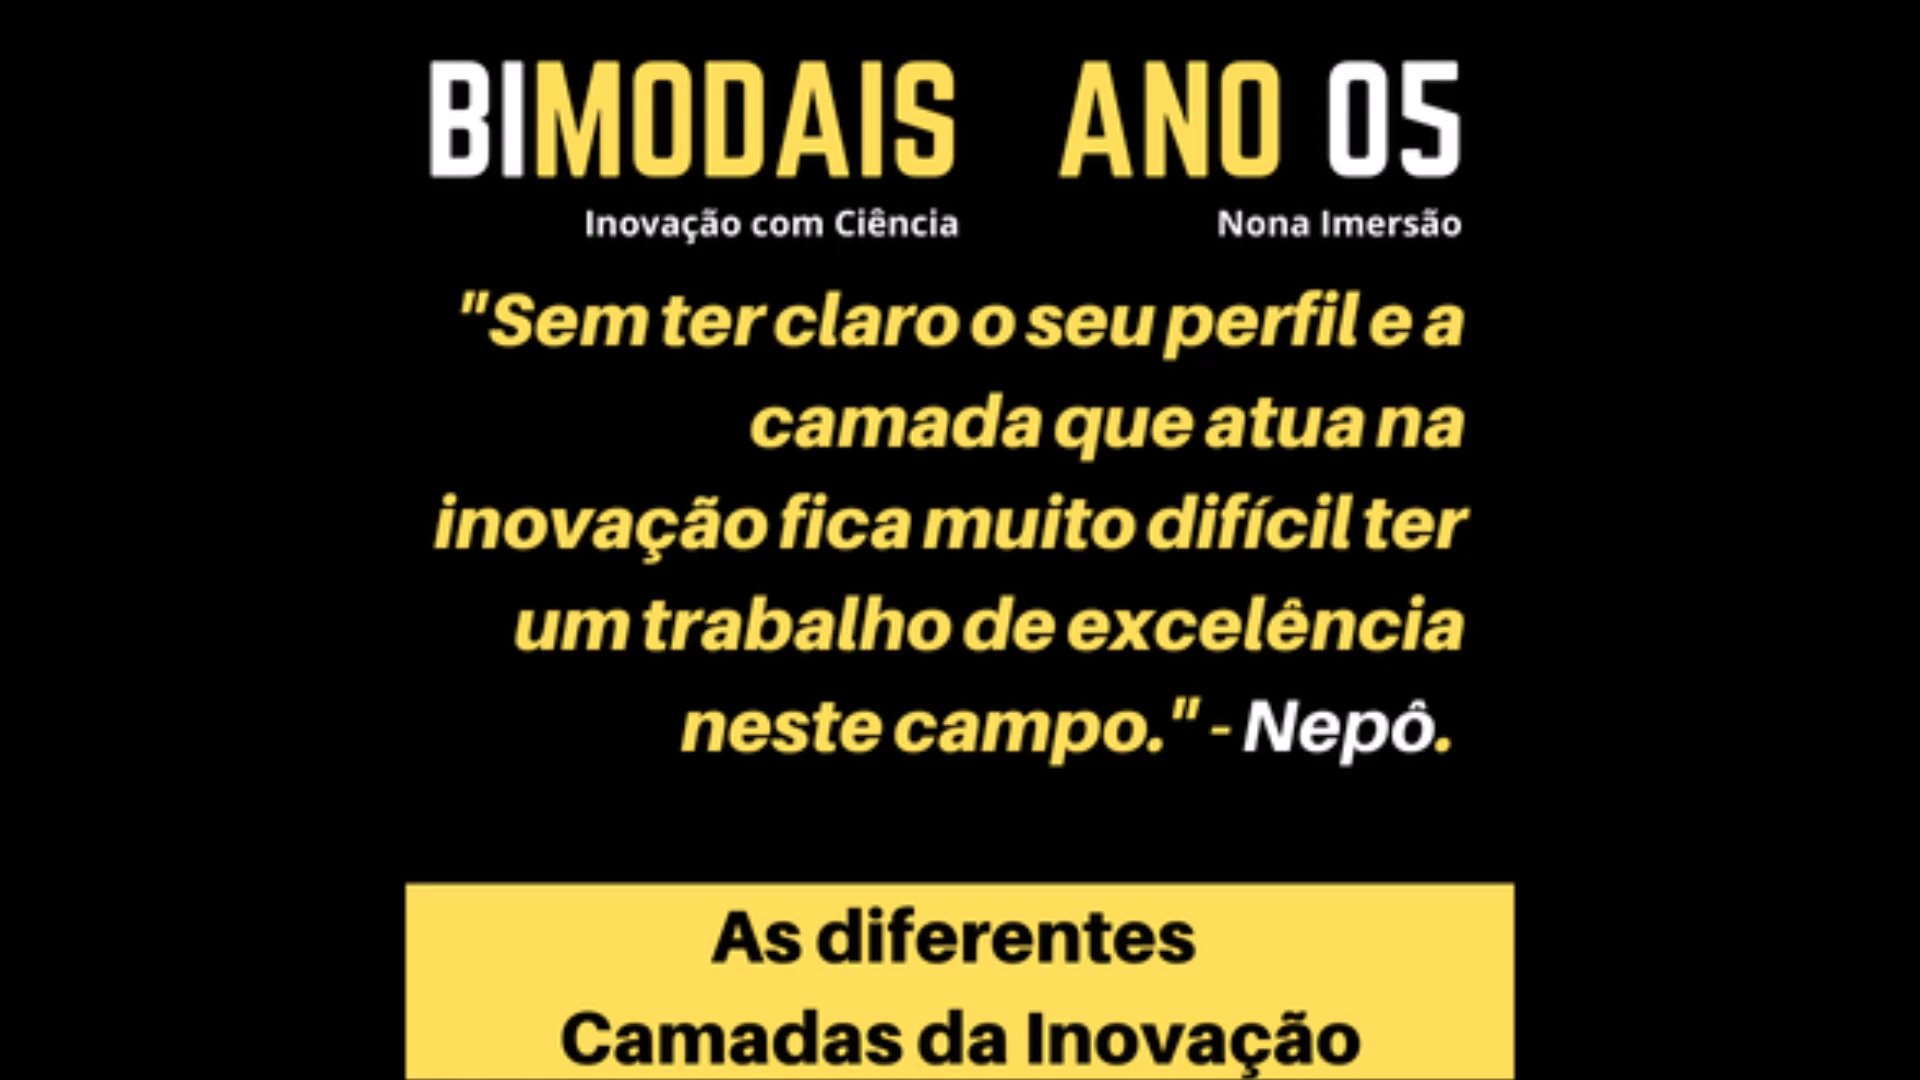 BIMODAIS ANO 05
Inovação com Ciência Nona Imersão
"Sem ter claro o seu perfil e a
camada que atua na
inovação fica muito difícil ter
um trabalho de excelência
neste campo." - Nepô.
As diferentes
Camadas da Inovação